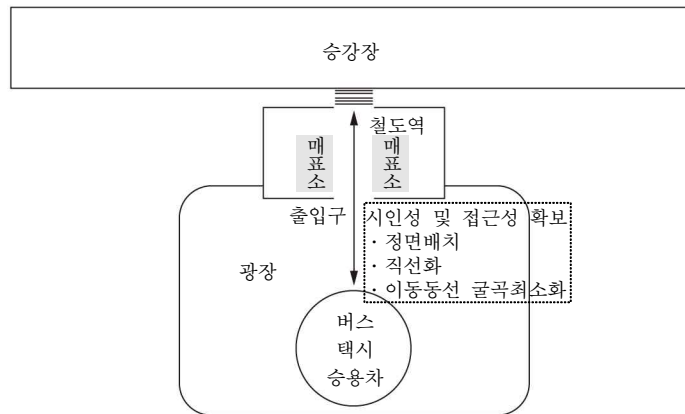 승강장
철도역
매표소
매표소
출입구
시인성 및 접근성 확보
· 정면배치
· 직선화
· 이동동선 굴곡최소화
광장
버스
택시
승용차